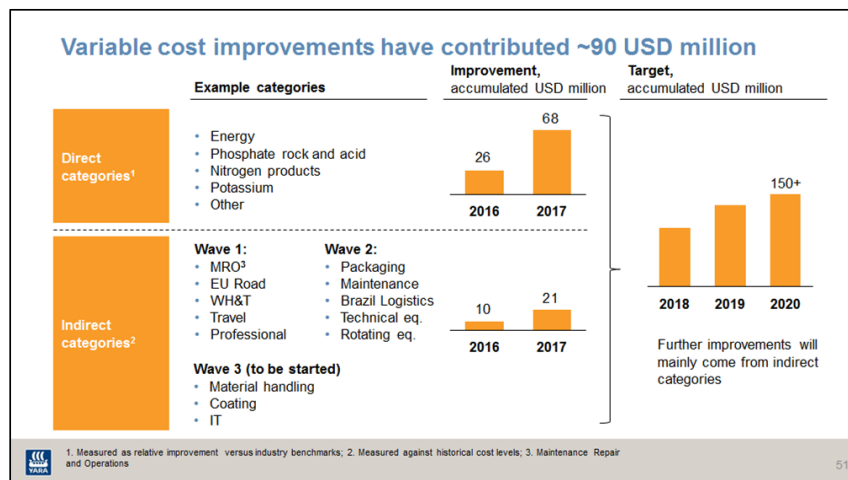 Variable cost improvements have contributed ~90 USD million
Example categories
Improvement,
accumulated USD million
Target,
accumulated USD million
Direct
categories¹
• Energy
• Phosphate rock and acid
• Nitrogen products
• Potassium
• Other
26
68
2016
2017
Indirect
categories²
Wave 1:
• MRO³
• EU Road
• WH&T
• Travel
• Professional
Wave 2:
• Packaging
• Maintenance
• Brazil Logistics
• Technical eq.
• Rotating eq.
Wave 3 (to be started)
• Material handling
• Coating
• IT
10
21
2016
2017
150+
2018
2019
2020
Further improvements will
mainly come from indirect
categories
YARA
1. Measured as relative improvement versus industry benchmarks; 2. Measured against historical cost levels; 3. Maintenance Repair
and Operations
51